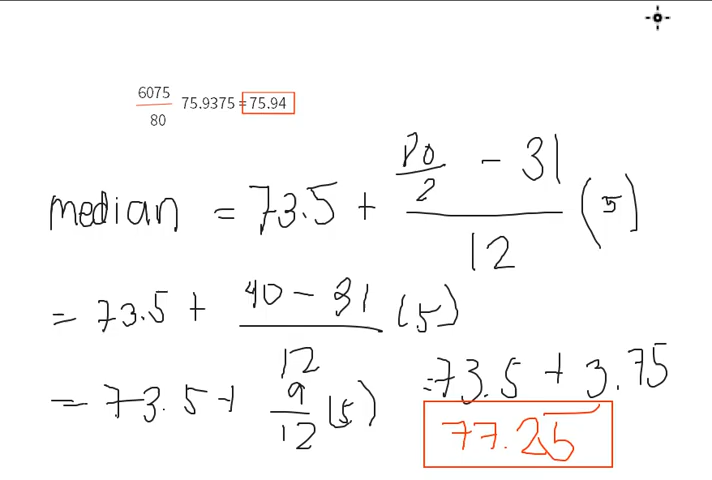 6075
80
75.9375 = 75.94
median = 73.5 + 80/2 - 31 / 12 (5)
= 73.5 + 40 - 31 / 12 (5)
= 73.5 + 9/12 (5)
= 73.5 + 3.75
77.25